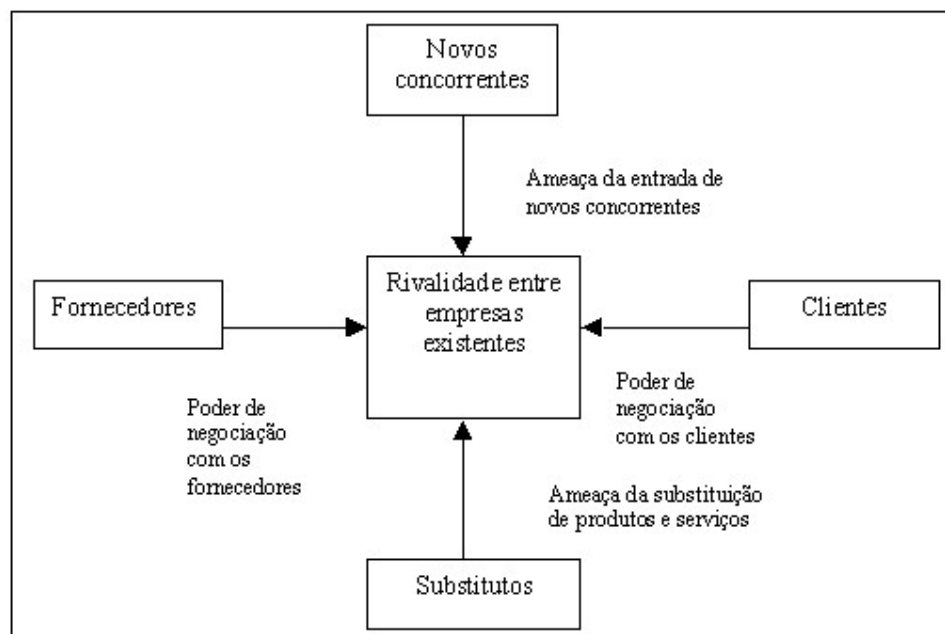 Novos
concorrentes
Ameaça da entrada de
novos concorrentes
Fornecedores
Rivalidade entre
empresas
existentes
Clientes
Poder de
negociação
com os
fornecedores
Poder de
negociação
com os clientes
Ameaça da substituição
de produtos e serviços
Substitutos